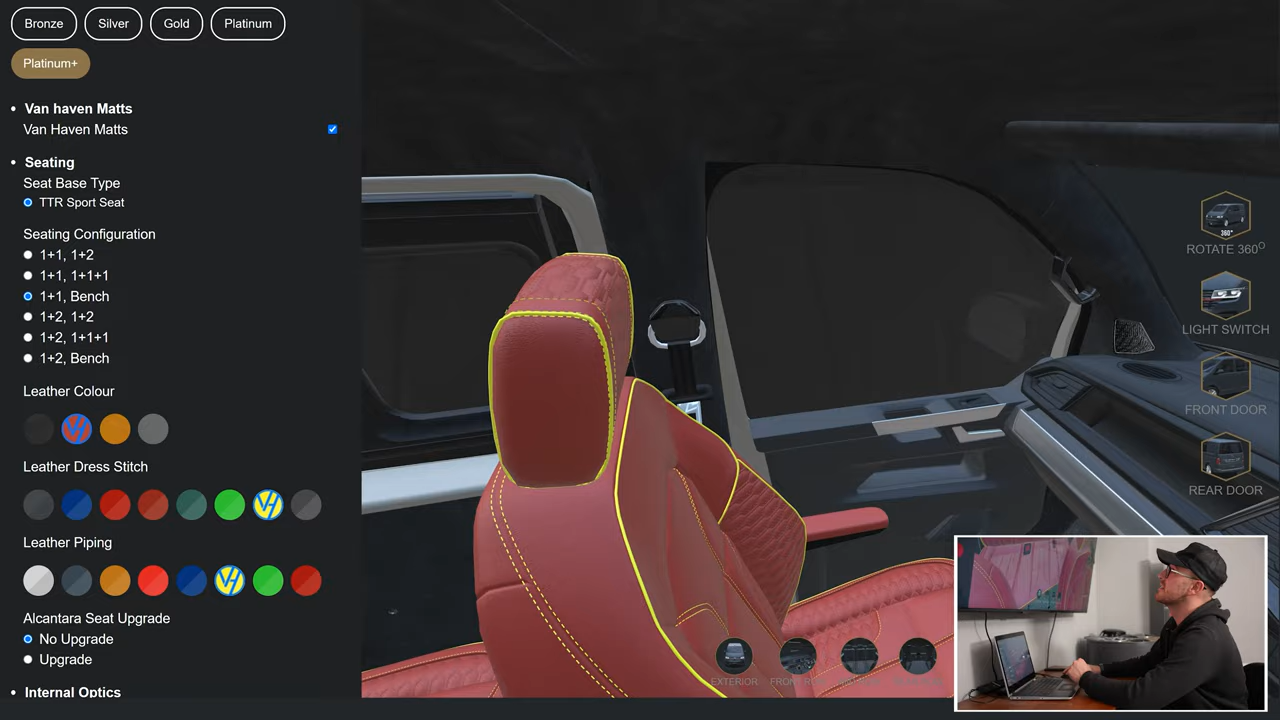 Bronze
Silver
Gold
Platinum
Platinum+
Van haven Matts
Van Haven Matts
Seating
Seat Base Type
TTR Sport Seat
Seating Configuration
1+1, 1+2
1+1, 1+1+1
1+1, Bench
1+2, 1+2
1+2, 1+1+1
1+2, Bench
Leather Colour
Leather Dress Stitch
Leather Piping
Alcantara Seat Upgrade
No Upgrade
Upgrade
Internal Optics
360°
ROTATE 360°
LIGHT SWITCH
FRONT DOOR
REAR DOOR
EXTERIOR